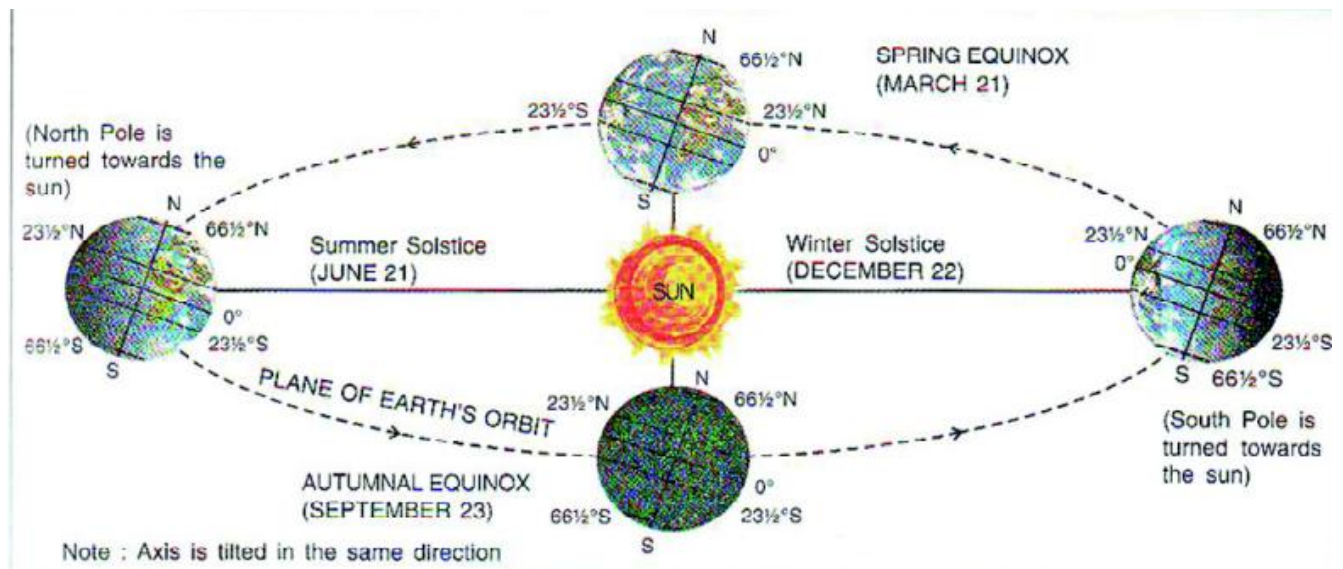 N
66½°N
SPRING EQUINOX
(MARCH 21)
23½°S
23½°N
0°
S
(North Pole is
turned towards the
sun)
N
23½°N
66½°N
0°
23½°S
66½°S
S
Summer Solstice
(JUNE 21)
SUN
Winter Solstice
(DECEMBER 22)
N
23½°N
66½°N
0°
23½°S
S
66½°S
(South Pole is
turned towards
the sun)
PLANE OF EARTH'S ORBIT
N
23½°N
66½°N
0°
66½°S
23½°S
S
AUTUMNAL EQUINOX
(SEPTEMBER 23)
Note : Axis is tilted in the same direction